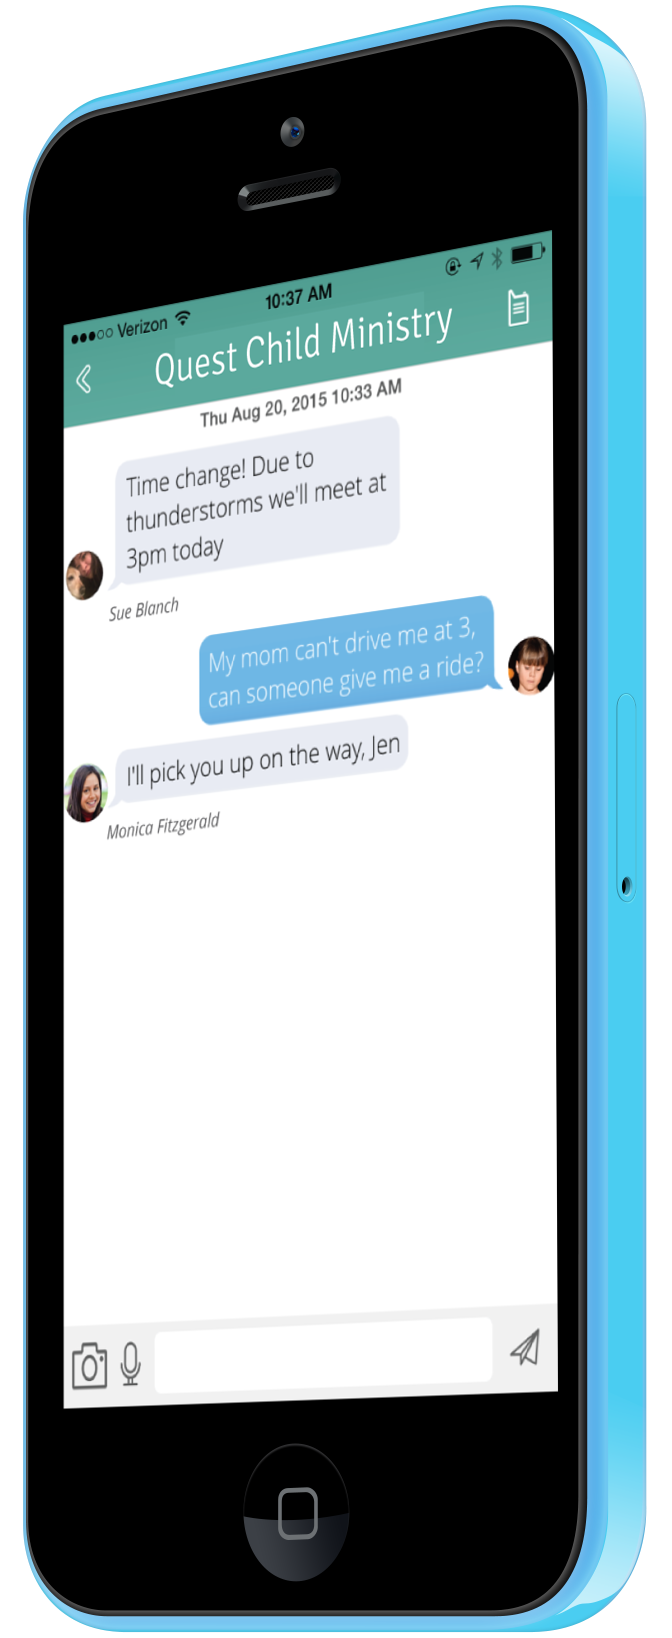 Verizon 10:37 AM
Quest Child Ministry
Thu Aug 20, 2015 10:33 AM
Time change! Due to
thunderstorms we'll meet at
3pm today
Sue Blanch
My mom can't drive me at 3,
can someone give me a ride?
I'll pick you up on the way, Jen
Monica Fitzgerald